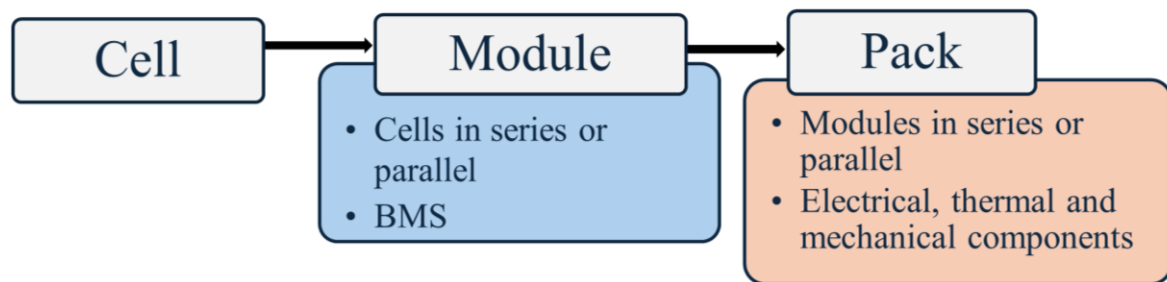 Cell
Module
• Cells in series or
parallel
• BMS
Pack
• Modules in series or
parallel
• Electrical, thermal and
mechanical components